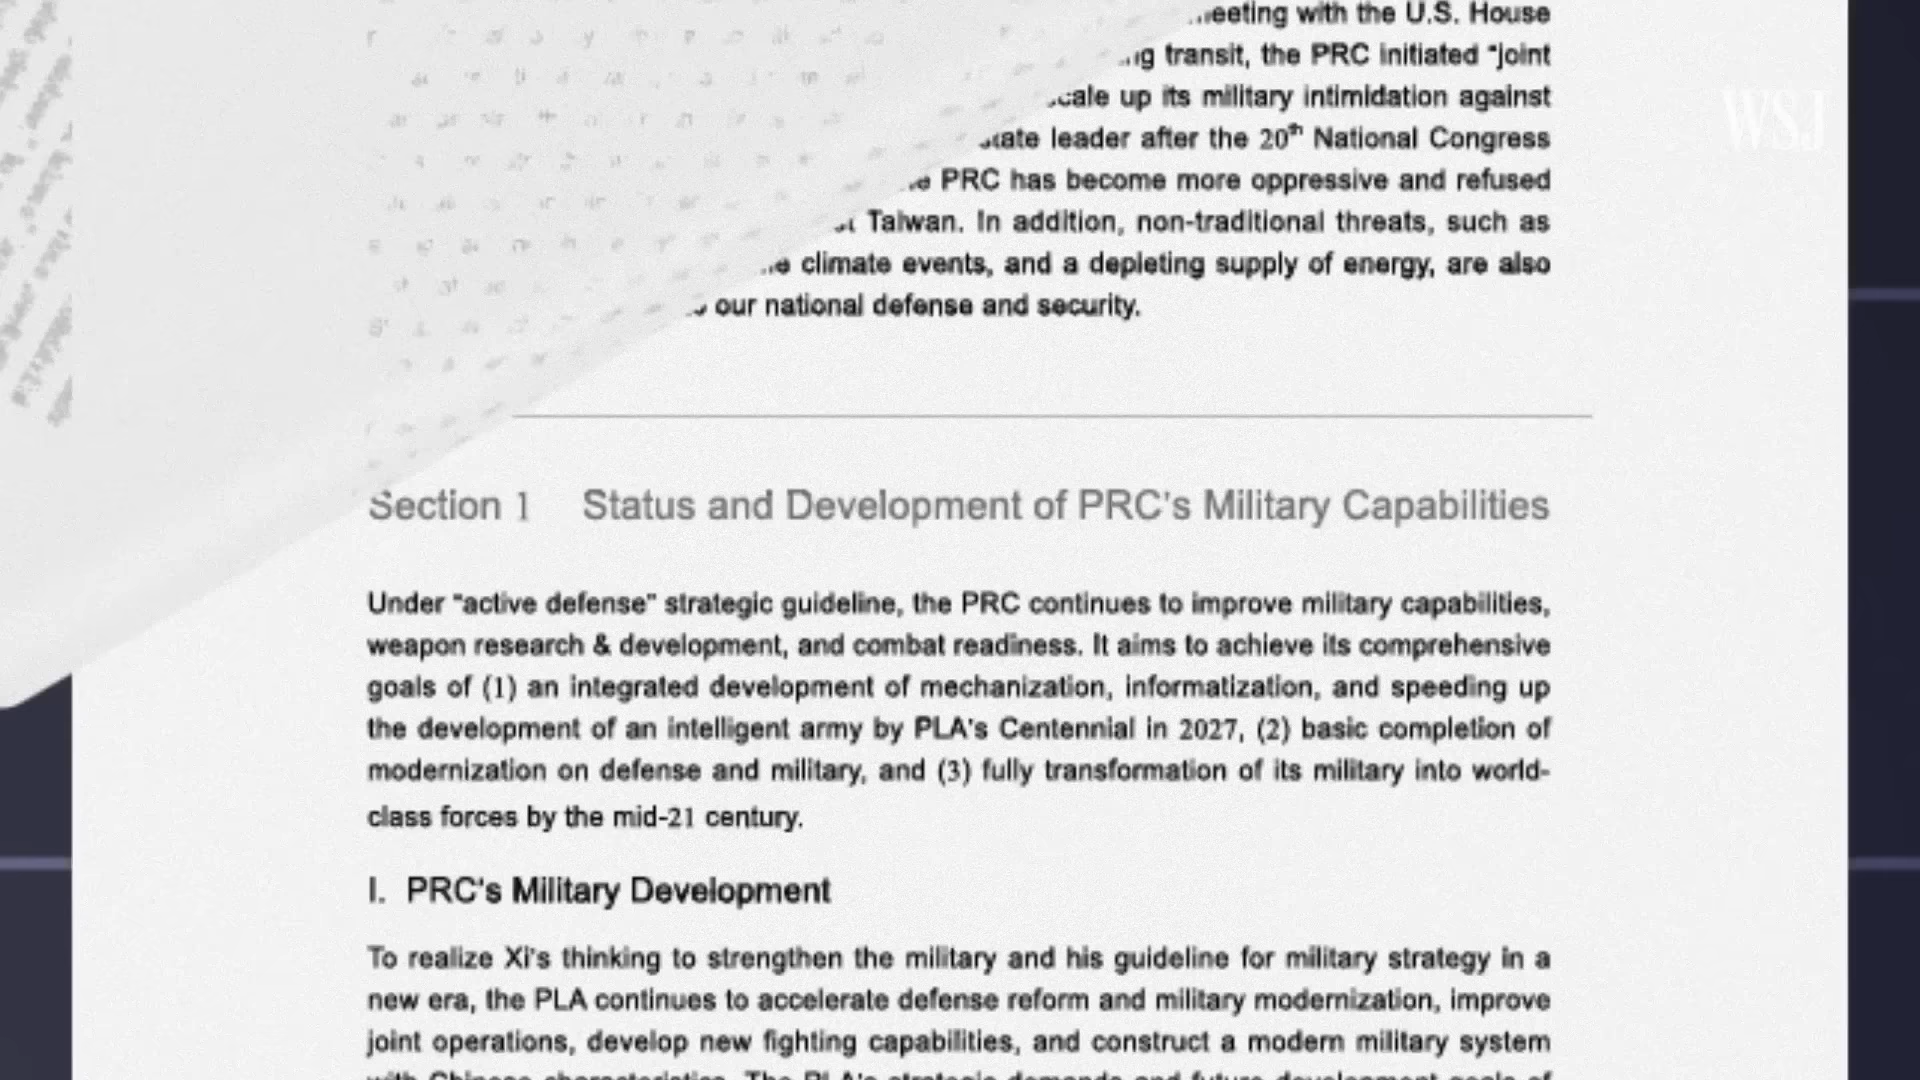 with the U.S. House
transit, the PRC initiated “joint
up its military intimidation against
leader after the 20th National Congress
PRC has become more oppressive and refused
Taiwan. In addition, non-traditional threats, such as
climate events, and a depleting supply of energy, are also
our national defense and security.
WSJ
Section 1 Status and Development of PRC's Military Capabilities
Under “active defense” strategic guideline, the PRC continues to improve military capabilities,
weapon research & development, and combat readiness. It aims to achieve its comprehensive
goals of (1) an integrated development of mechanization, informatization, and speeding up
the development of an intelligent army by PLA's Centennial in 2027, (2) basic completion of
modernization on defense and military, and (3) fully transformation of its military into world-
class forces by the mid-21 century.
I. PRC's Military Development
To realize Xi's thinking to strengthen the military and his guideline for military strategy in a
new era, the PLA continues to accelerate defense reform and military modernization, improve
joint operations, develop new fighting capabilities, and construct a modern military system